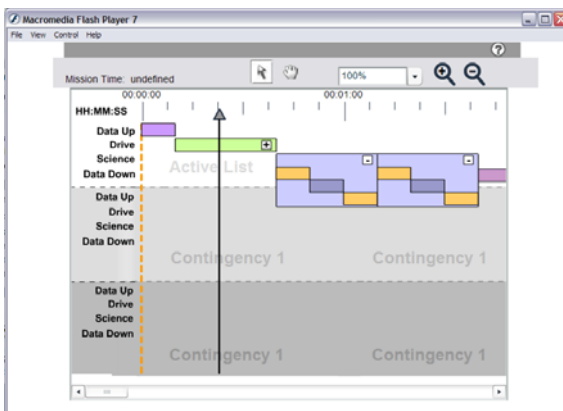 Macromedia Flash Player 7
File View Control Help
?
Mission Time: undefined
100%
00:00:00 00:01:00
HH:MM:SS
Data Up
Drive
Science
Data Down
+
-
-
Active List
Data Up
Drive
Science
Data Down
Contingency 1 Contingency 1
Data Up
Drive
Science
Data Down
Contingency 1 Contingency 1